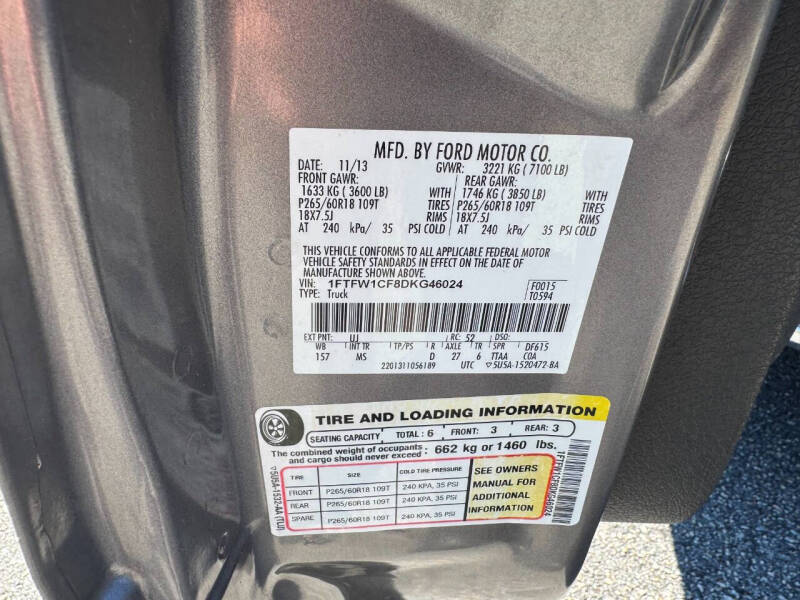 MFD. BY FORD MOTOR CO.
DATE: 11/13 GVWR: 3221 KG ( 7100 LB)
FRONT GAWR: REAR GAWR:
1633 KG ( 3600 LB) WITH 1746 KG ( 3850 LB) WITH
P265/60R18 109T TIRES P265/60R18 109T TIRES
18X7.5J RIMS 18X7.5J RIMS
AT 240 kPa/ 35 PSI COLD AT 240 kPa/ 35 PSI COLD
THIS VEHICLE CONFORMS TO ALL APPLICABLE FEDERAL MOTOR
VEHICLE SAFETY STANDARDS IN EFFECT ON THE DATE OF
MANUFACTURE SHOWN ABOVE.
VIN: 1FTFW1CF8DKG46024 F0015
TYPE: Truck T0594
EXT PNT: UJ RC: 52 DSO:
WB INT TR TP/PS R AXLE TR SPR DF615
157 MS D 27 6 TTAA COA
2201311056189 UTC ▽5U5A-1520472-BA
TIRE AND LOADING INFORMATION
SEATING CAPACITY TOTAL: 6 FRONT: 3 REAR: 3
The combined weight of occupants and cargo should never exceed: 662 kg or 1460 lbs.
TIRE SIZE COLD TIRE PRESSURE
FRONT P265/60R18 109T 240 KPA, 35 PSI
REAR P265/60R18 109T 240 KPA, 35 PSI
SPARE P265/60R18 109T 240 KPA, 35 PSI
SEE OWNERS
MANUAL FOR
ADDITIONAL
INFORMATION
▽5U5A-1532-AA (TLU)
1FTFW1CF8DKG46024